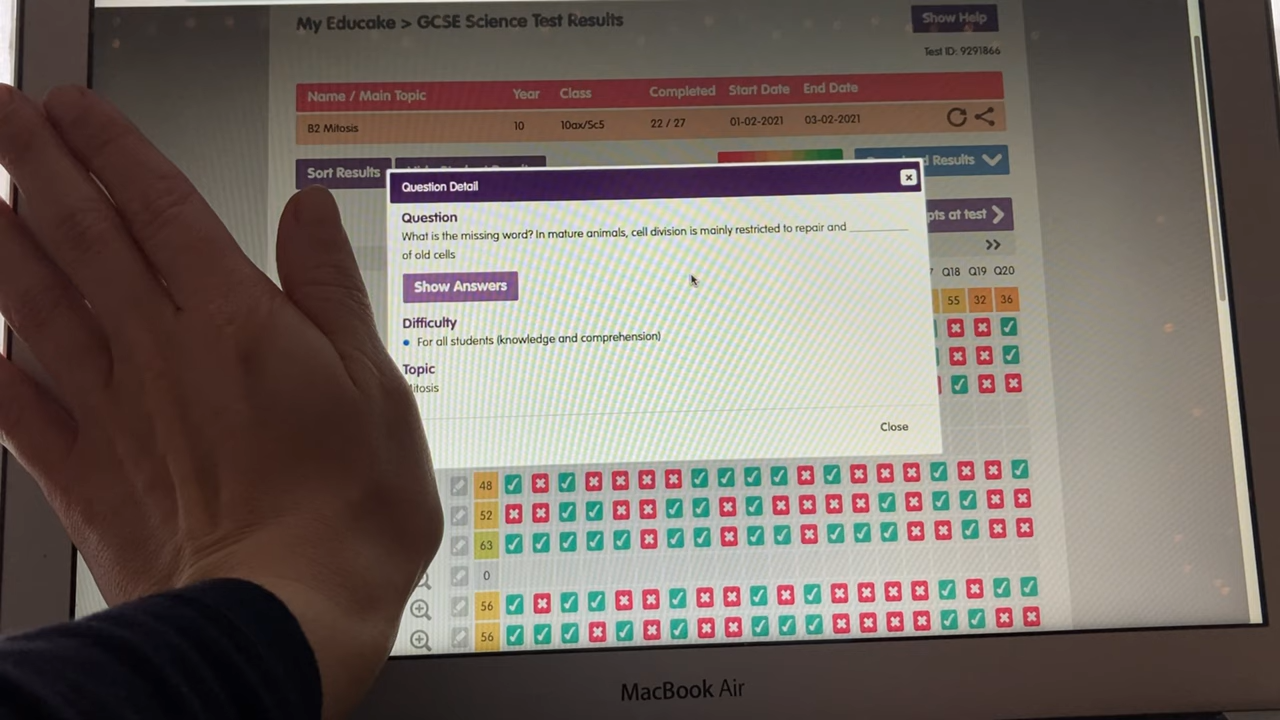 My Educake > GCSE Science Test Results
Show Help
Test ID: 9291866
Name / Main Topic Year Class Completed Start Date End Date
B2 Mitosis 10 10ax/Sc5 22 / 27 01-02-2021 03-02-2021
Sort Results Results
Question Detail
pts at test
Question
What is the missing word? In mature animals, cell division is mainly restricted to repair and ________
of old cells
Show Answers
Q18 Q19 Q20
55 32 36
Difficulty
For all students (knowledge and comprehension)
Topic
Mitosis
Close
48
52
63
0
56
56
MacBook Air